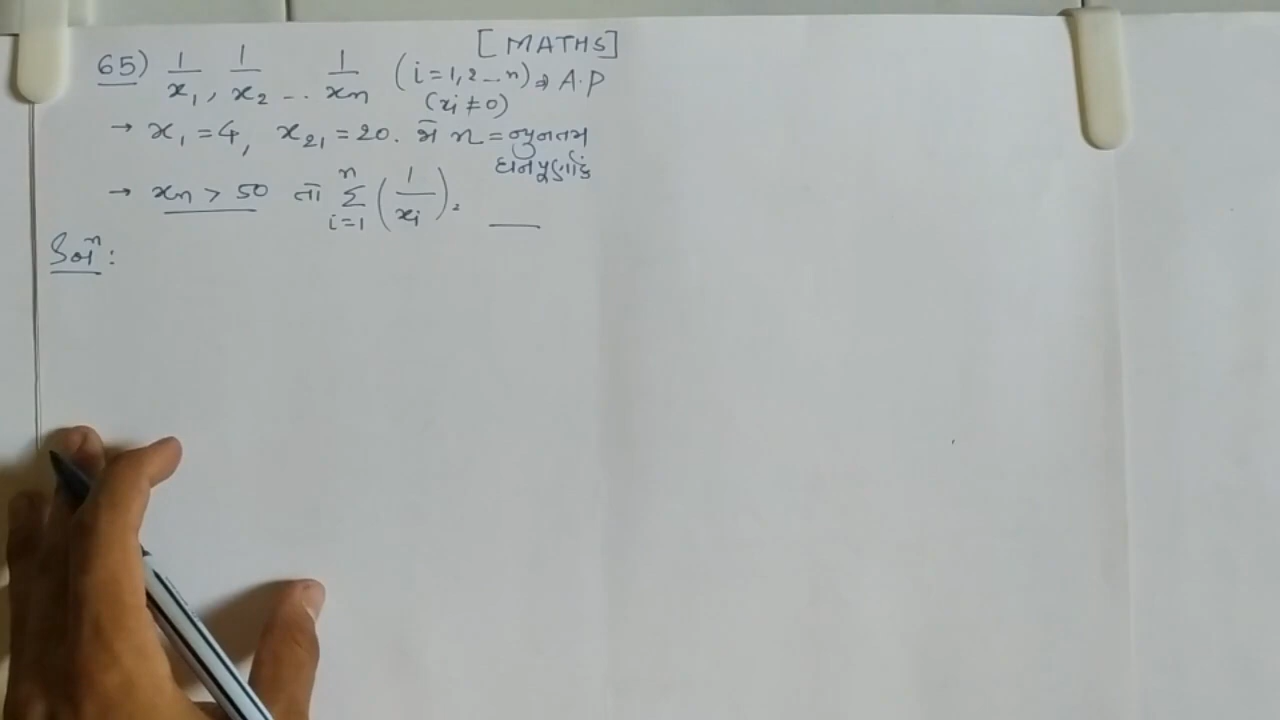 [MATHS]
65) 1/x₁, 1/x₂ ... 1/xn (i = 1, 2 ... n) → A.P
(xi ≠ 0)
→ x₁ = 4, x₂₁ = 20. જો n = ન્યુનતમ
ધનપૂર્ણાંક
→ xn > 50 તો Σ i=1 n (1/xi). ___
Solⁿ: